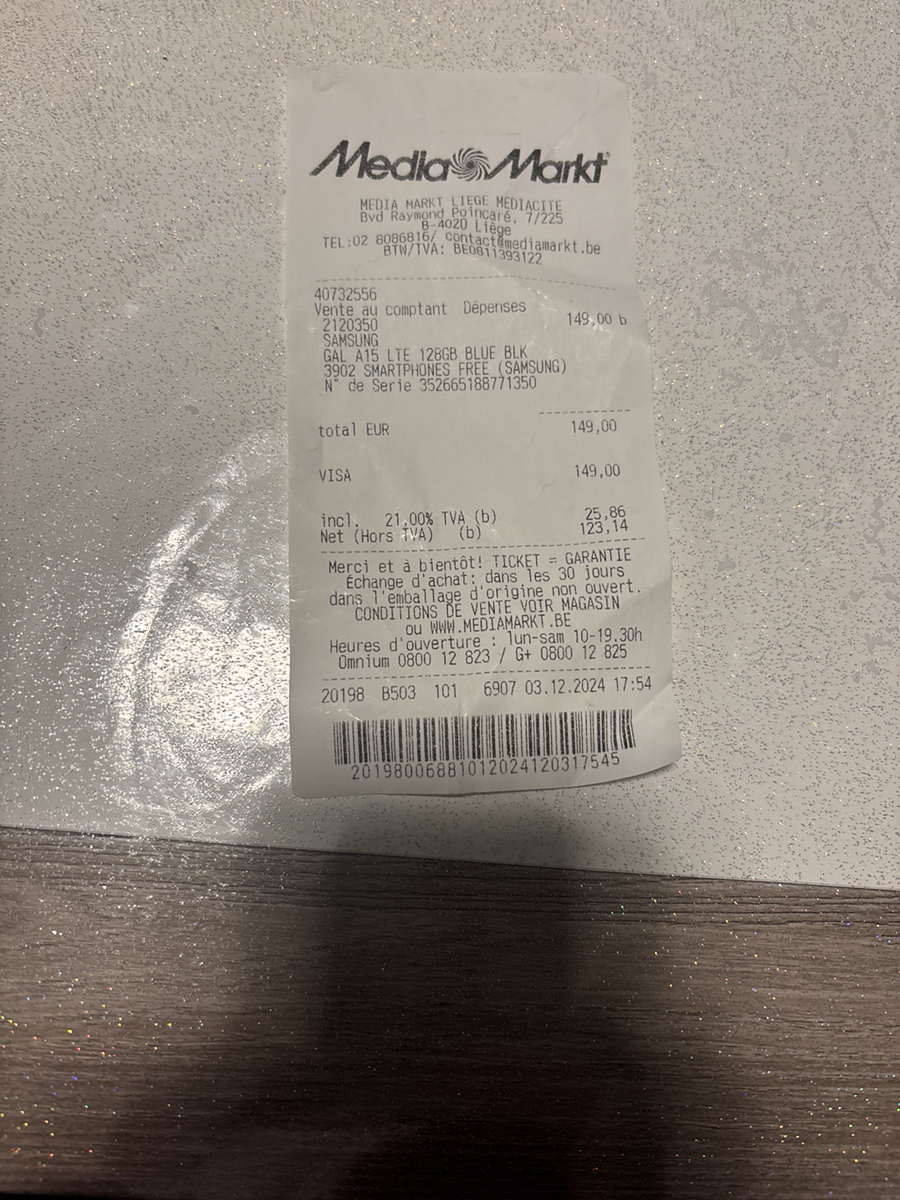 Media Markt
MEDIA MARKT LIEGE MEDIACITE
Bvd Raymond Poincaré, 7/225
B-4020 Liège
TEL:02 8086816/ contact@mediamarkt.be
BTW/TVA: BE0811393122
40732556
Vente au comptant Dépenses
2120350 149,00 b
SAMSUNG
GAL A15 LTE 128GB BLUE BLK
3902 SMARTPHONES FREE (SAMSUNG)
N° de Serie 352665188771350
total EUR 149,00
VISA 149,00
incl. 21,00% TVA (b) 25,86
Net (Hors TVA) (b) 123,14
Merci et à bientôt! TICKET = GARANTIE
Échange d'achat: dans les 30 jours
dans l'emballage d'origine non ouvert.
CONDITIONS DE VENTE VOIR MAGASIN
ou WWW.MEDIAMARKT.BE
Heures d'ouverture : lun-sam 10-19.30h
Omnium 0800 12 823 / G+ 0800 12 825
20198 B503 101 6907 03.12.2024 17:54
2019800688101202412031​7545